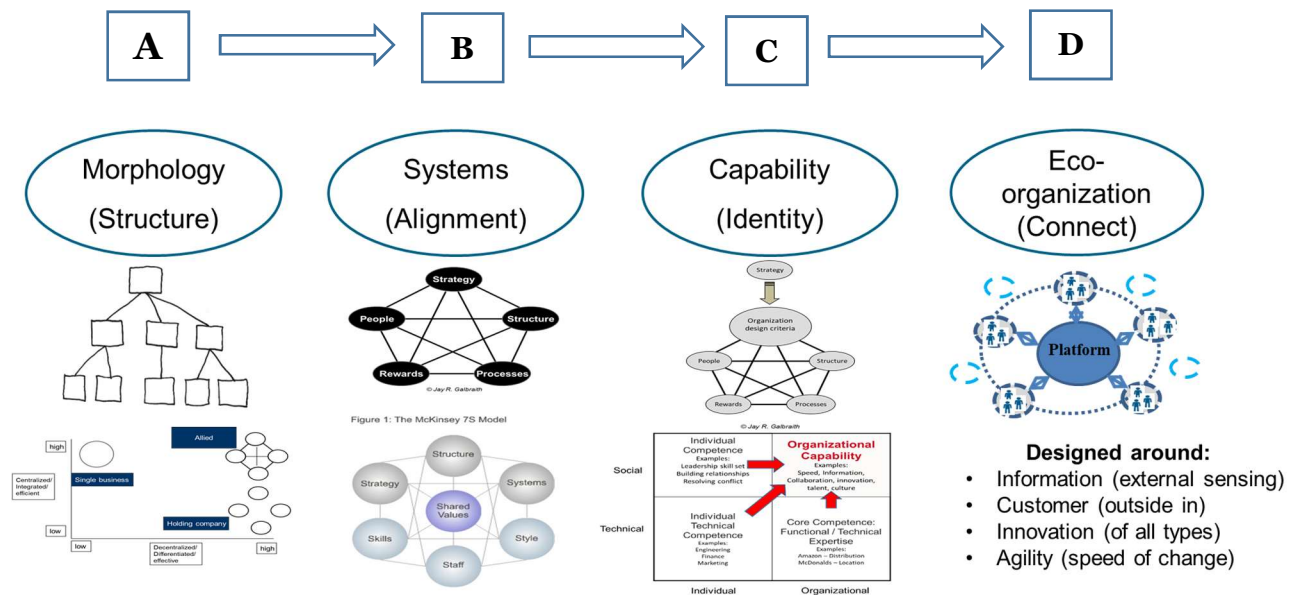 A
B
C
D
Morphology
(Structure)
Systems
(Alignment)
Capability
(Identity)
Eco-
organization
(Connect)
high
Centralized/
Integrated/
efficient
low
Single business
Allied
Holding company
low
Decentralized/
Differentiated/
effective
high
Strategy
People
Structure
Rewards
Processes
© Jay R. Galbraith
Figure 1: The McKinsey 7S Model
Structure
Strategy
Systems
Shared
Values
Skills
Style
Staff
Strategy
Organization
design criteria
People
Structure
Rewards
Processes
© Jay R. Galbraith
Social
Individual
Competence
Examples:
Leadership skill set
Building relationships
Resolving conflict
Organizational
Capability
Examples:
Speed, Information,
Collaboration, innovation,
talent, culture
Technical
Individual Technical
Competence
Examples:
Engineering
Finance
Marketing
Core Competence:
Functional / Technical
Expertise
Examples:
Amazon – Distribution
McDonalds – Location
Individual
Organizational
Platform
Designed around:
• Information (external sensing)
• Customer (outside in)
• Innovation (of all types)
• Agility (speed of change)